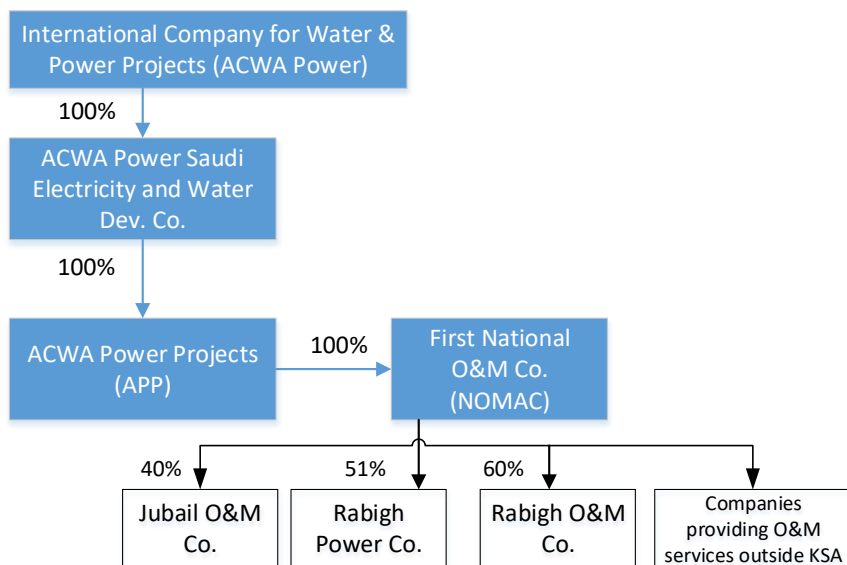 International Company for Water &
Power Projects (ACWA Power)
100%
ACWA Power Saudi
Electricity and Water
Dev. Co.
100%
ACWA Power Projects
(APP)
100%
First National
O&M Co.
(NOMAC)
40%
51%
60%
Jubail O&M
Co.
Rabigh
Power Co.
Rabigh O&M
Co.
Companies
providing O&M
services outside KSA